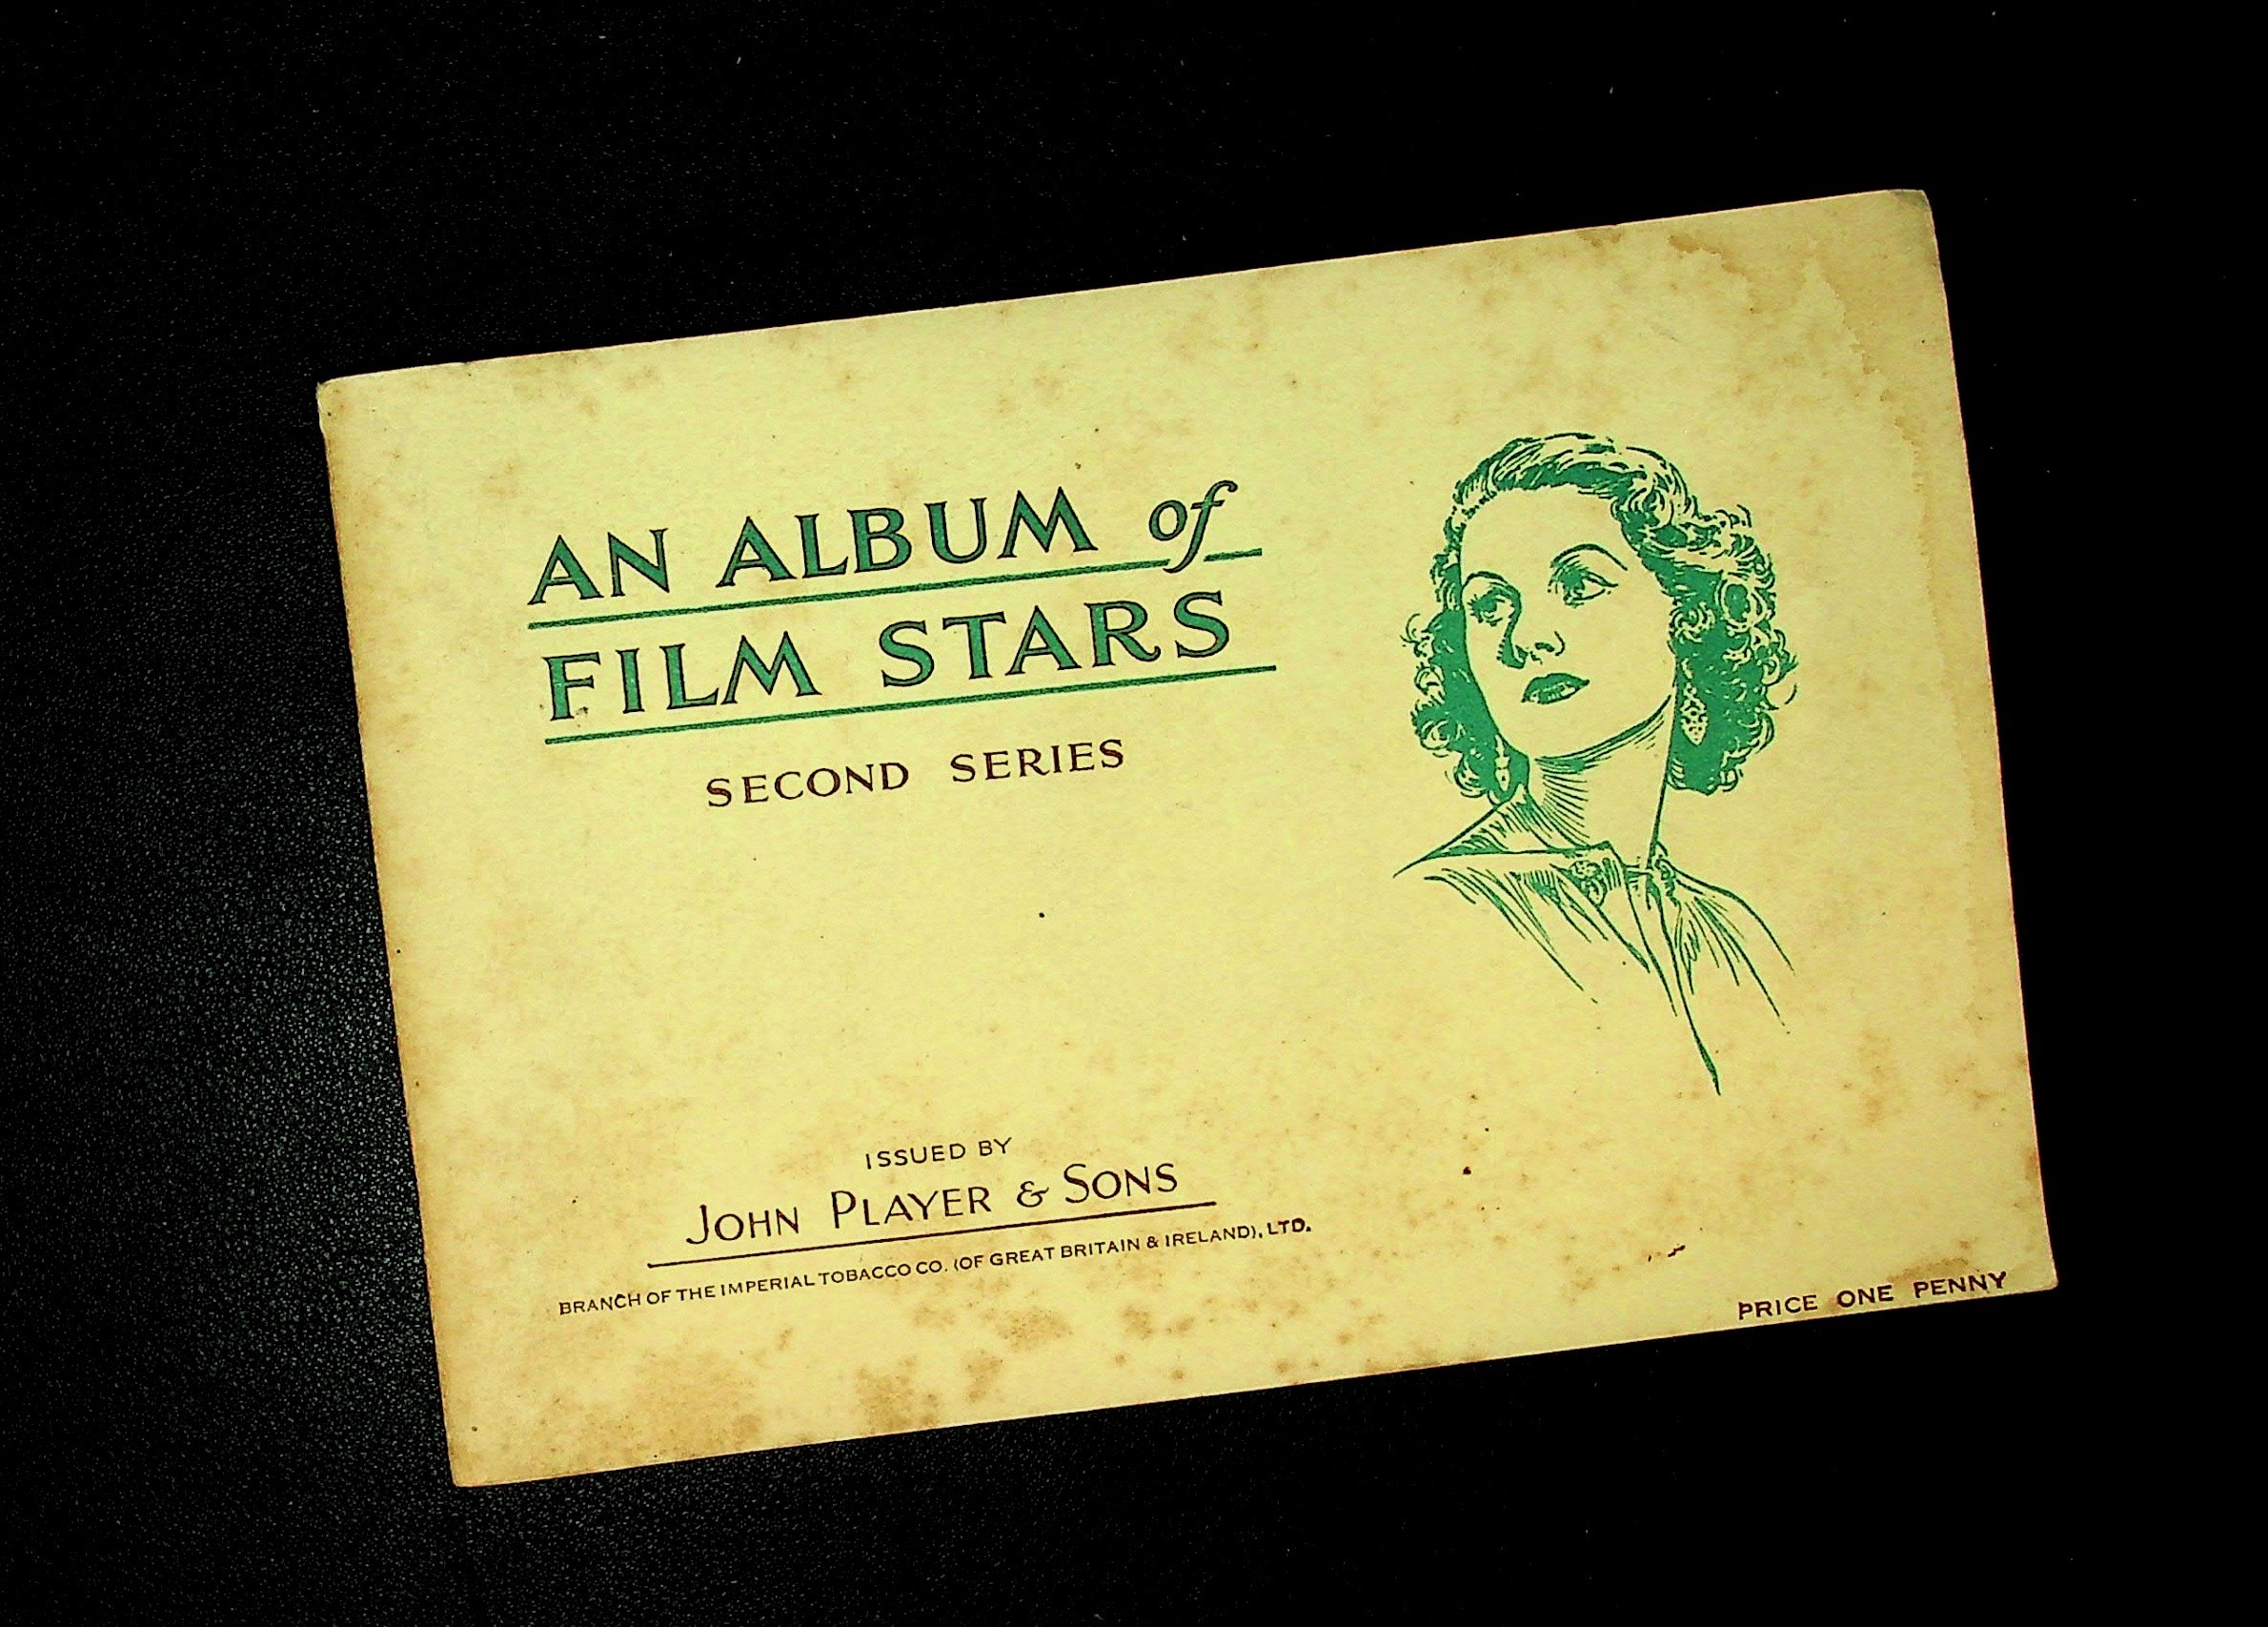 AN ALBUM of
FILM STARS
SECOND SERIES
ISSUED BY
JOHN PLAYER & SONS
BRANCH OF THE IMPERIAL TOBACCO CO. (OF GREAT BRITAIN & IRELAND), LTD.
PRICE ONE PENNY